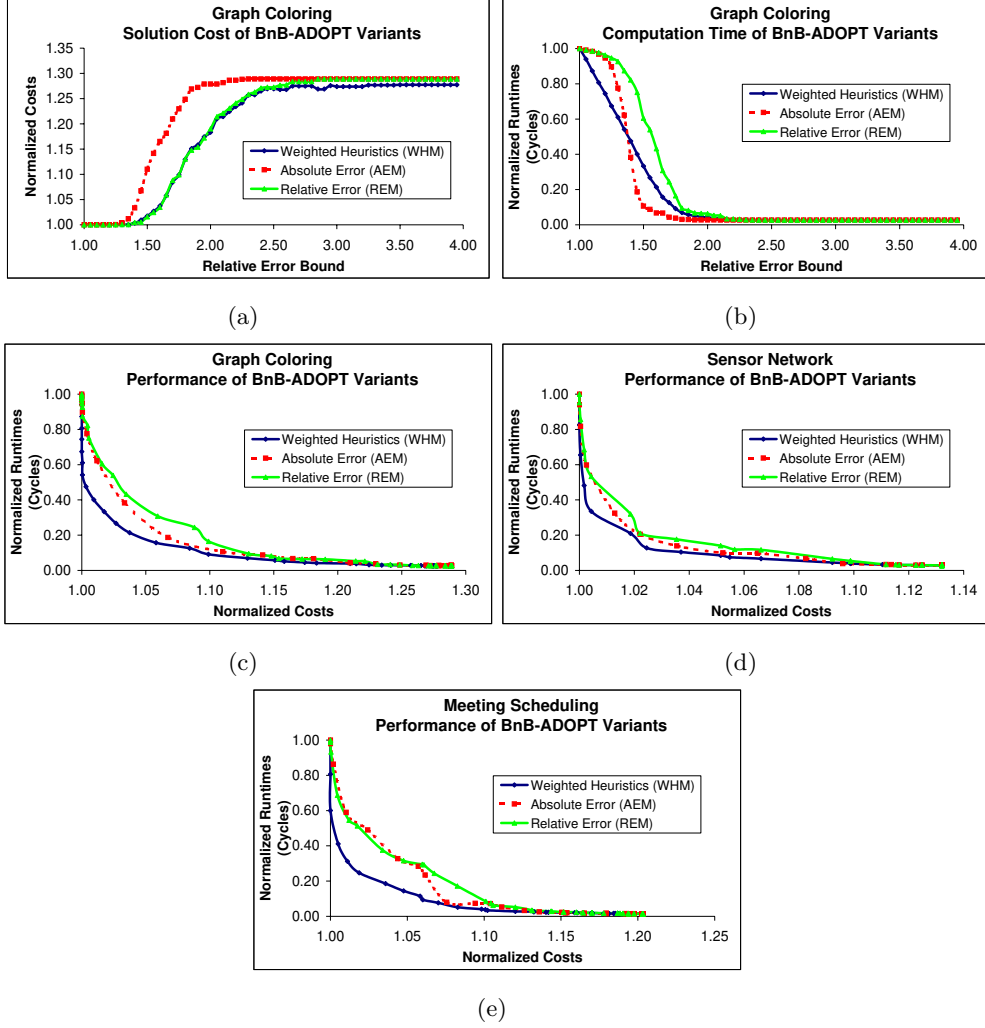 Graph Coloring
Solution Cost of BnB-ADOPT Variants
Normalized Costs
1.35
1.30
1.25
1.20
1.15
1.10
1.05
1.00
Weighted Heuristics (WHM)
Absolute Error (AEM)
Relative Error (REM)
1.00 1.50 2.00 2.50 3.00 3.50 4.00
Relative Error Bound
(a)
Graph Coloring
Computation Time of BnB-ADOPT Variants
Normalized Runtimes
(Cycles)
1.00
0.80
0.60
0.40
0.20
0.00
Weighted Heuristics (WHM)
Absolute Error (AEM)
Relative Error (REM)
1.00 1.50 2.00 2.50 3.00 3.50 4.00
Relative Error Bound
(b)
Graph Coloring
Performance of BnB-ADOPT Variants
Normalized Runtimes
(Cycles)
1.00
0.80
0.60
0.40
0.20
0.00
Weighted Heuristics (WHM)
Absolute Error (AEM)
Relative Error (REM)
1.00 1.05 1.10 1.15 1.20 1.25 1.30
Normalized Costs
(c)
Sensor Network
Performance of BnB-ADOPT Variants
Normalized Runtimes
(Cycles)
1.00
0.80
0.60
0.40
0.20
0.00
Weighted Heuristics (WHM)
Absolute Error (AEM)
Relative Error (REM)
1.00 1.02 1.04 1.06 1.08 1.10 1.12 1.14
Normalized Costs
(d)
Meeting Scheduling
Performance of BnB-ADOPT Variants
Normalized Runtimes
(Cycles)
1.00
0.80
0.60
0.40
0.20
0.00
Weighted Heuristics (WHM)
Absolute Error (AEM)
Relative Error (REM)
1.00 1.05 1.10 1.15 1.20 1.25
Normalized Costs
(e)